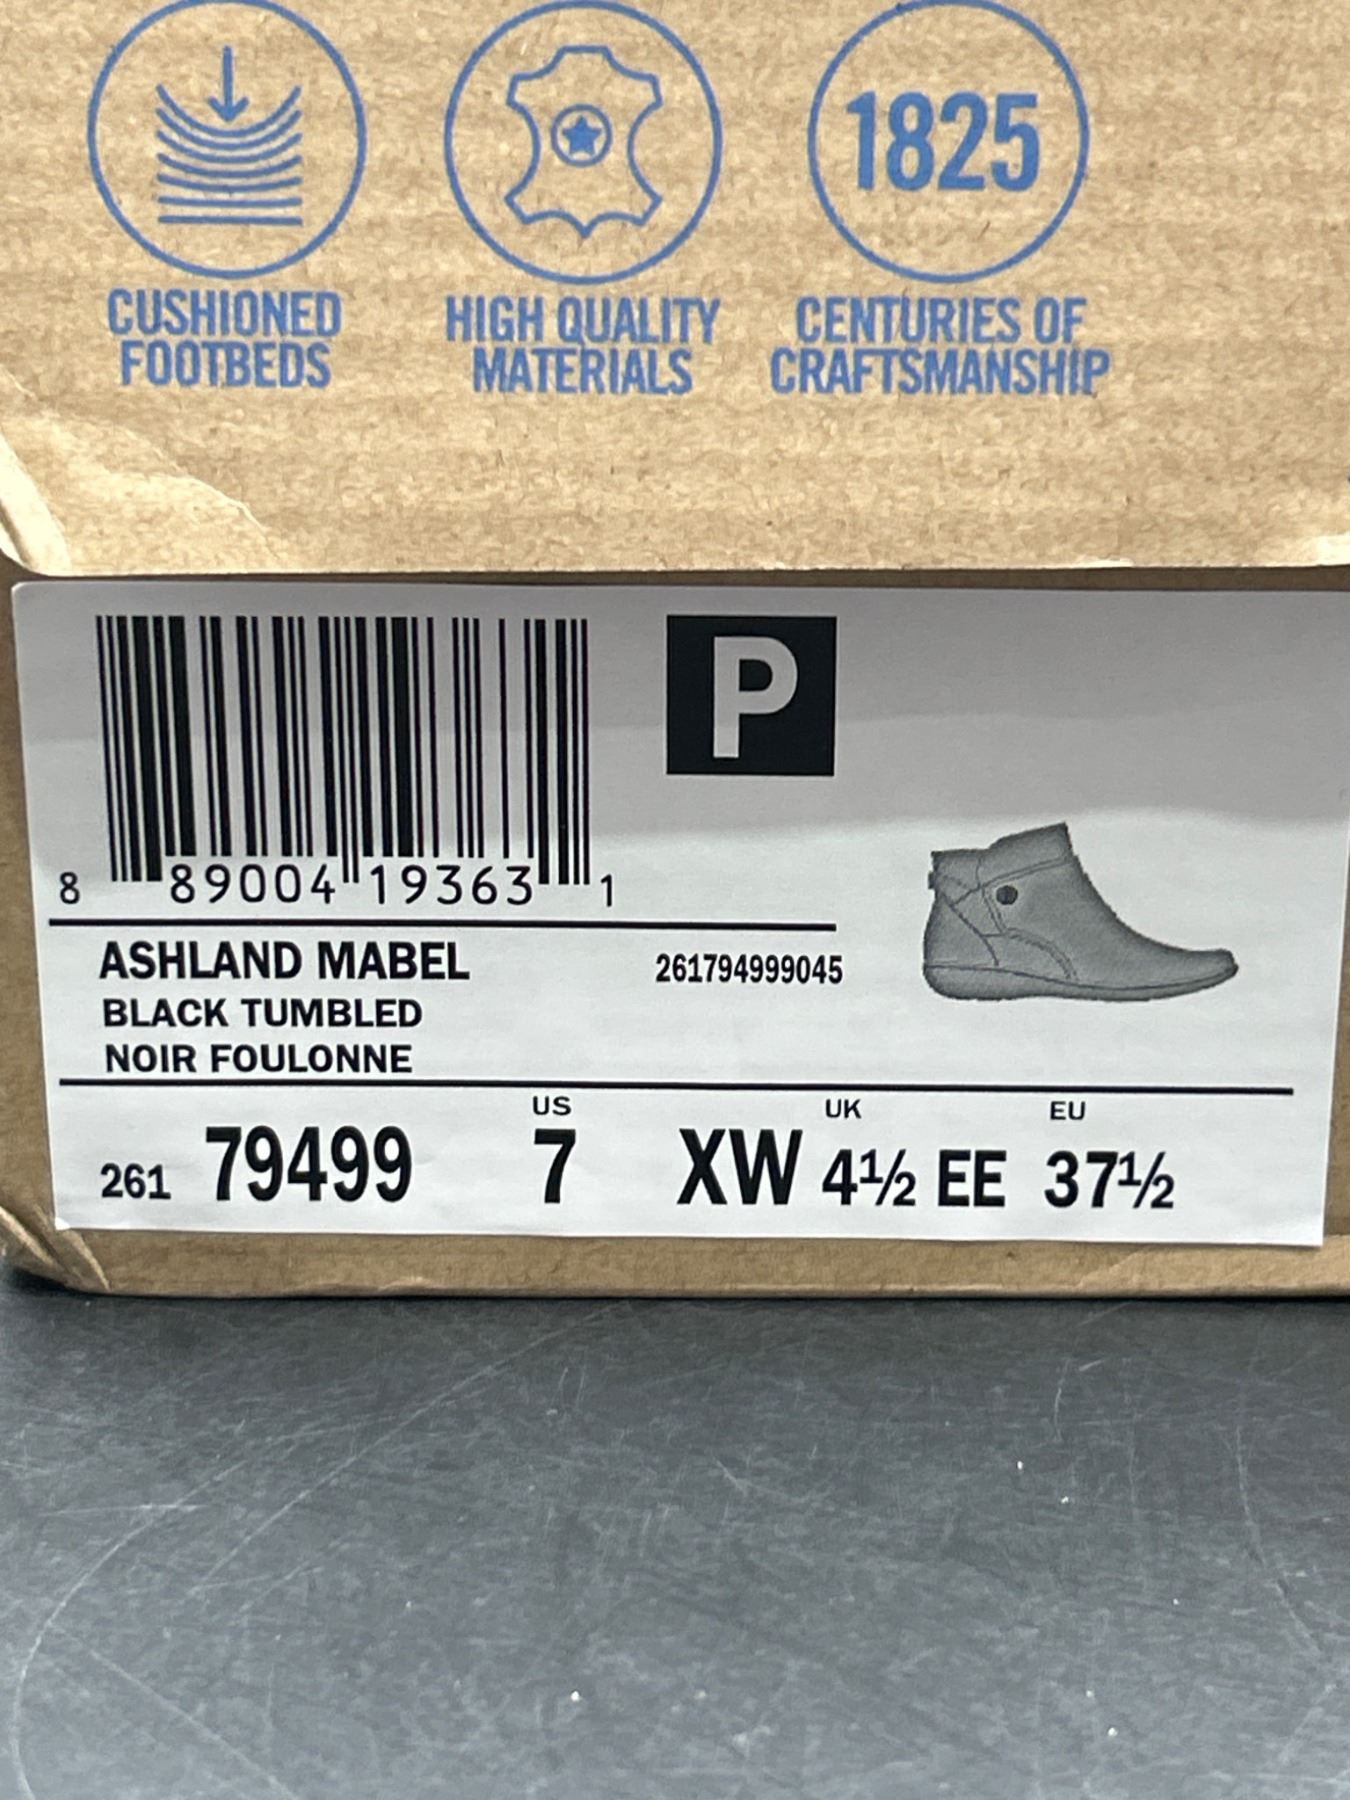 1825
CUSHIONED
FOOTBEDS
HIGH QUALITY
MATERIALS
CENTURIES OF
CRAFTSMANSHIP
P
8 89004 19363 1
ASHLAND MABEL
261794999045
BLACK TUMBLED
NOIR FOULONNE
US UK EU
261 79499 7 XW 4½ EE 37½